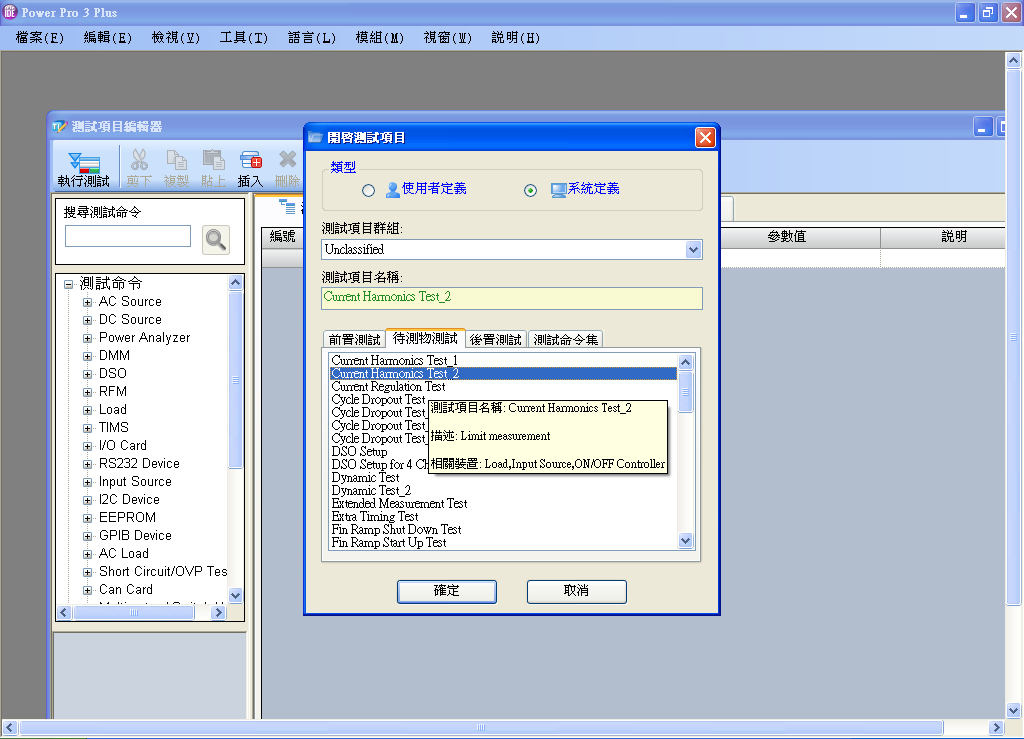 Power Pro 3 Plus
檔案(F) 編輯(E) 檢視(V) 工具(T) 語言(L) 模組(M) 視窗(W) 說明(H)
測試項目編輯器
執行測試 剪下 複製 貼上 插入 刪除
搜尋測試命令
測試命令
AC Source
DC Source
Power Analyzer
DMM
DSO
RFM
Load
TIMS
I/O Card
RS232 Device
Input Source
I2C Device
EEPROM
GPIB Device
AC Load
Short Circuit/OVP Tes
Can Card
編號 參數值 說明
開啓測試項目
類型
使用者定義 系統定義
測試項目群組:
Unclassified
測試項目名稱:
Current Harmonics Test_2
前置測試 待測物測試 後置測試 測試命令集
Current Harmonics Test_1
Current Harmonics Test_2
Current Regulation Test
Cycle Dropout Test
Cycle Dropout Test_
Cycle Dropout Test_
Cycle Dropout Test_
DSO Setup
DSO Setup for 4 Ch
Dynamic Test
Dynamic Test_2
Extended Measurement Test
Extra Timing Test
Fin Ramp Shut Down Test
Fin Ramp Start Up Test
測試項目名稱: Current Harmonics Test_2
描述: Limit measurement
相關裝置: Load,Input Source,ON/OFF Controller
確定 取消